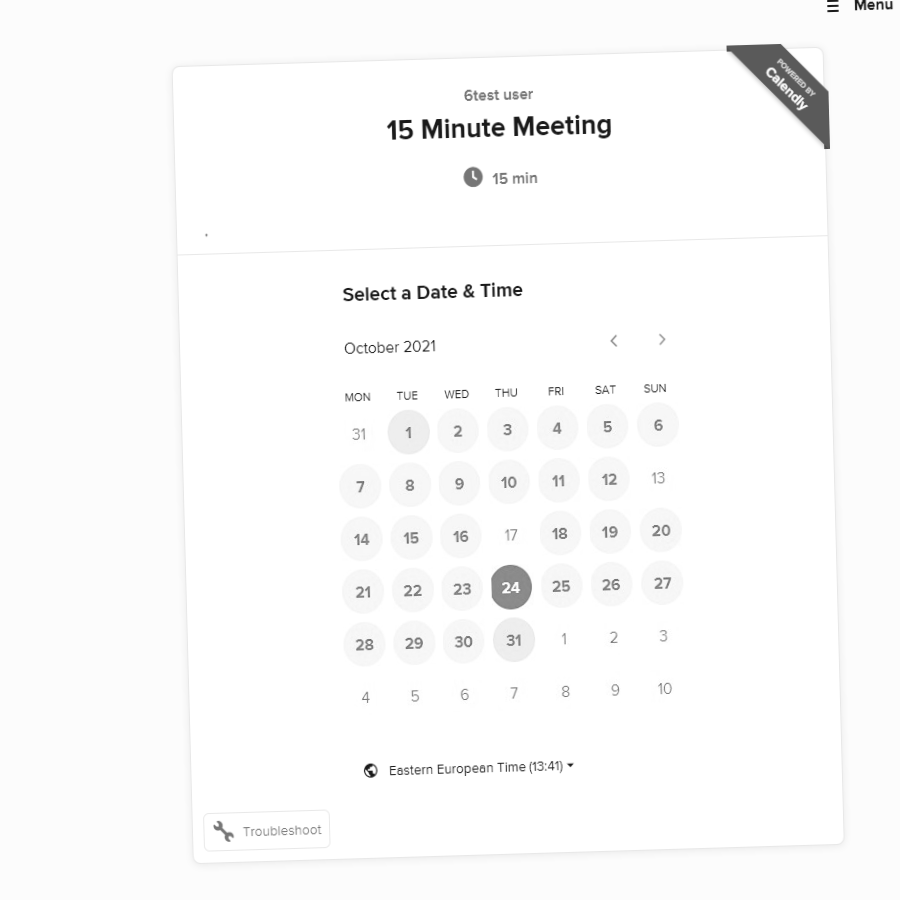 Menu
POWERED BY
Calendly
6test user
15 Minute Meeting
15 min
.
Select a Date & Time
October 2021
MON TUE WED THU FRI SAT SUN
31 1 2 3 4 5 6
7 8 9 10 11 12 13
14 15 16 17 18 19 20
21 22 23 24 25 26 27
28 29 30 31 1 2 3
4 5 6 7 8 9 10
Eastern European Time (13:41)
Troubleshoot